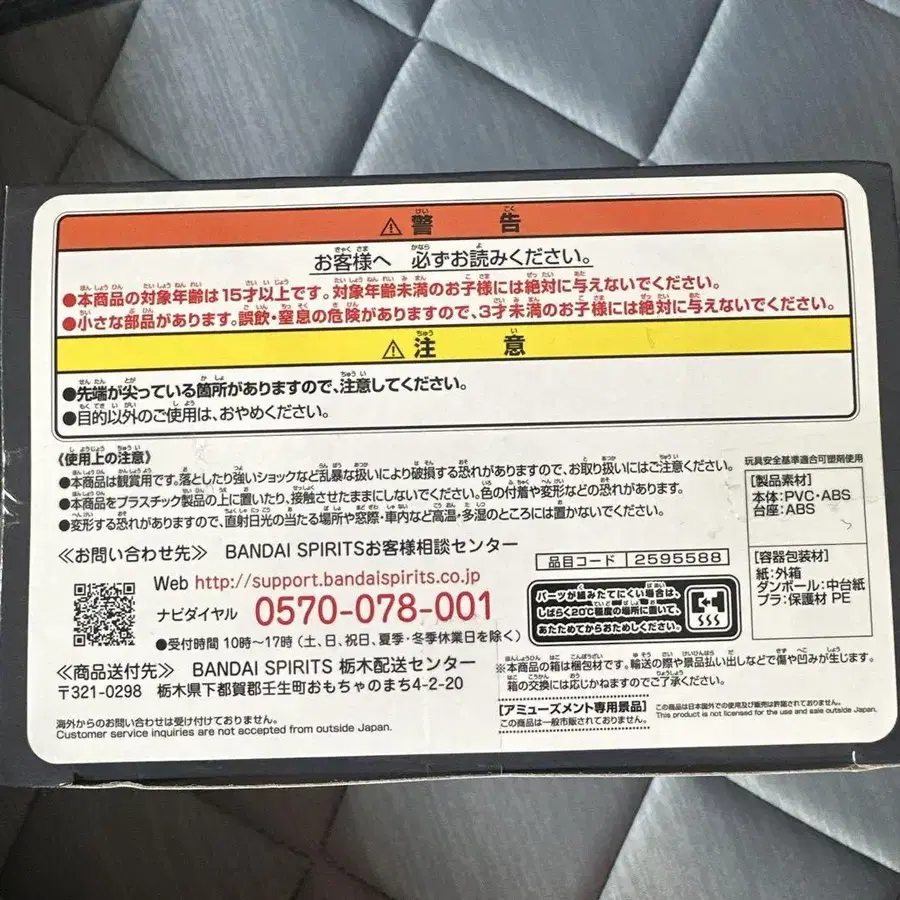 ⚠警告
お客様へ 必ずお読みください。
●本商品の対象年齢は15才以上です。対象年齢未満のお子様には絶対に与えないでください。
●小さな部品があります。誤飲・窒息の危険がありますので、3才未満のお子様には絶対に与えないでください。
⚠注意
●先端が尖っている箇所がありますので、注意してください。
●目的以外のご使用は、おやめください。
《使用上の注意》
●本商品は観賞用です。落としたり強いショックなど乱暴な扱いにより破損する恐れがありますので、お取り扱いにはご注意ください。
●本商品をプラスチック製品の上に置いたり、接触させたままにしないでください。色の付着や変形などの恐れがあります。
●変形する恐れがありますので、直射日光の当たる場所や窓際・車内など高温・多湿のところには置かないでください。
玩具安全基準適合可塑剤使用
[製品素材]
本体:PVC・ABS
台座:ABS
[容器包装材]
紙:外箱
ダンボール:中台紙
プラ:保護材 PE
≪お問い合わせ先≫ BANDAI SPIRITSお客様相談センター
Web http://support.bandaispirits.co.jp
ナビダイヤル 0570-078-001
●受付時間 10時~17時(土、日、祝日、夏季・冬季休業日を除く)
品目コード 2595588
パーツが組みたてにくい場合は、
しばらく20℃程度の場所に置いて、
あたためてからおためしください。
≪商品送付先≫ BANDAI SPIRITS 栃木配送センター
〒321-0298 栃木県下都賀郡壬生町おもちゃのまち4-2-20
※本商品の箱は梱包材です。輸送の際や景品払い出しなどで傷や凹みが生じます。
箱の交換には応じかねますのでご了承ください。
海外からのお問い合わせは受け付けておりません。
Customer service inquiries are not accepted from outside Japan.
[アミューズメント専用景品]
この商品は一般市販されておりません。
この商品は日本国外での使用及び販売は許諾されておりません。
This product is not licensed for the use and sale outside Japan.